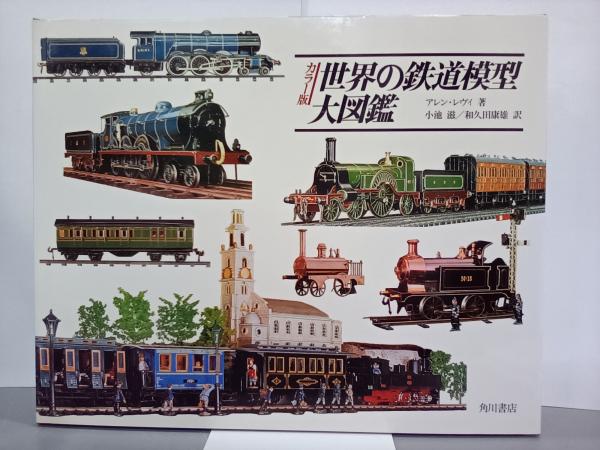 カラー版
世界の鉄道模型
大図鑑
アレン・レヴィ 著
小池 滋／和久田康雄 訳
Nº15
角川書店